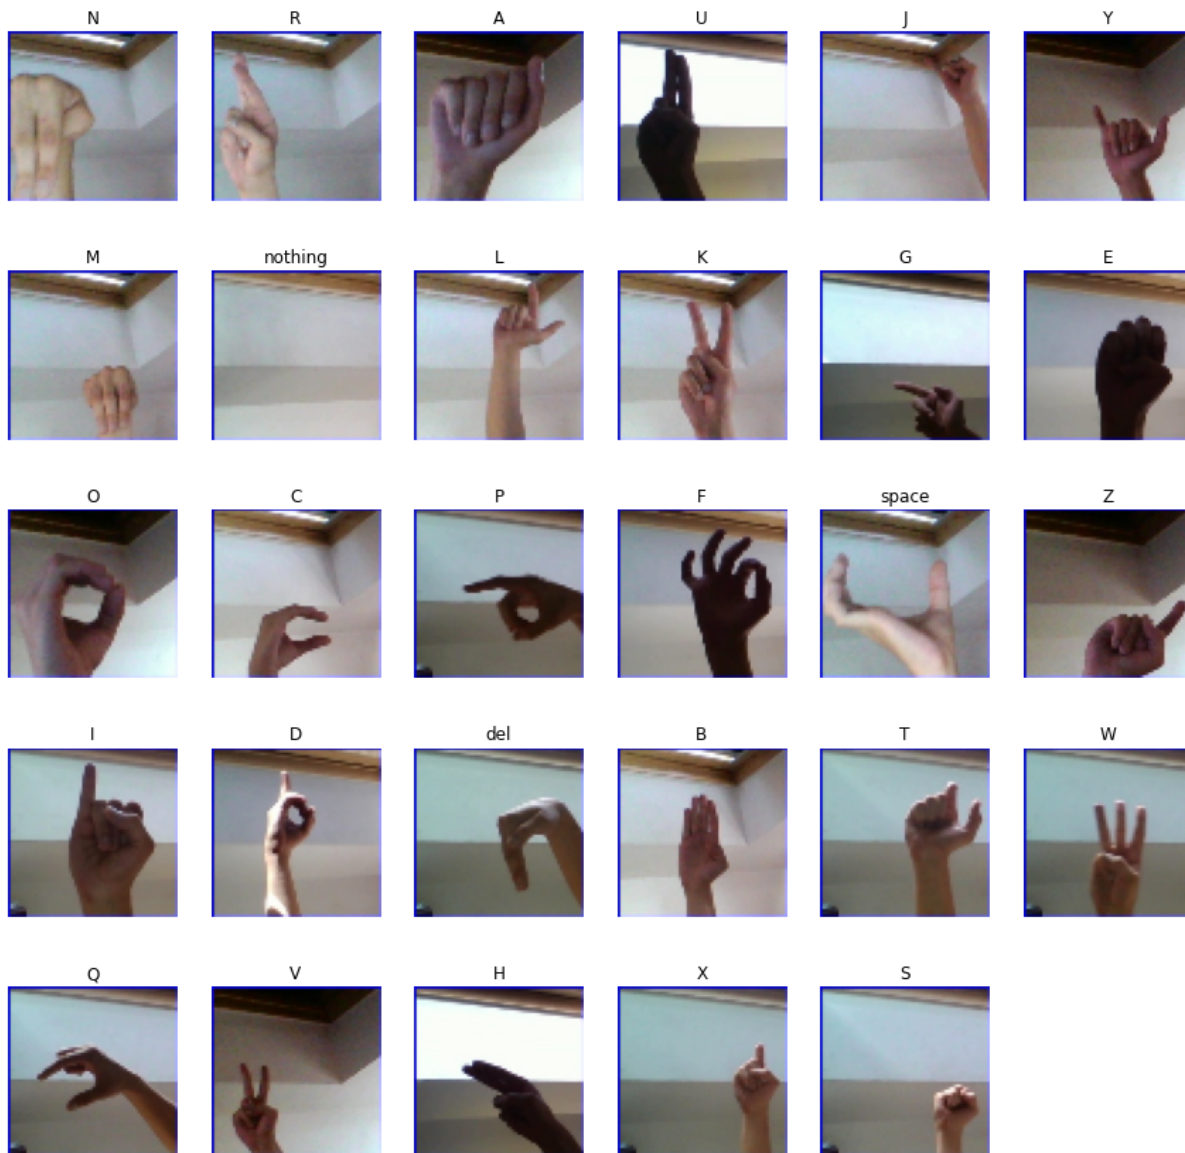 N R A U J Y
M nothing L K G E
O C P F space Z
I D del B T W
Q V H X S